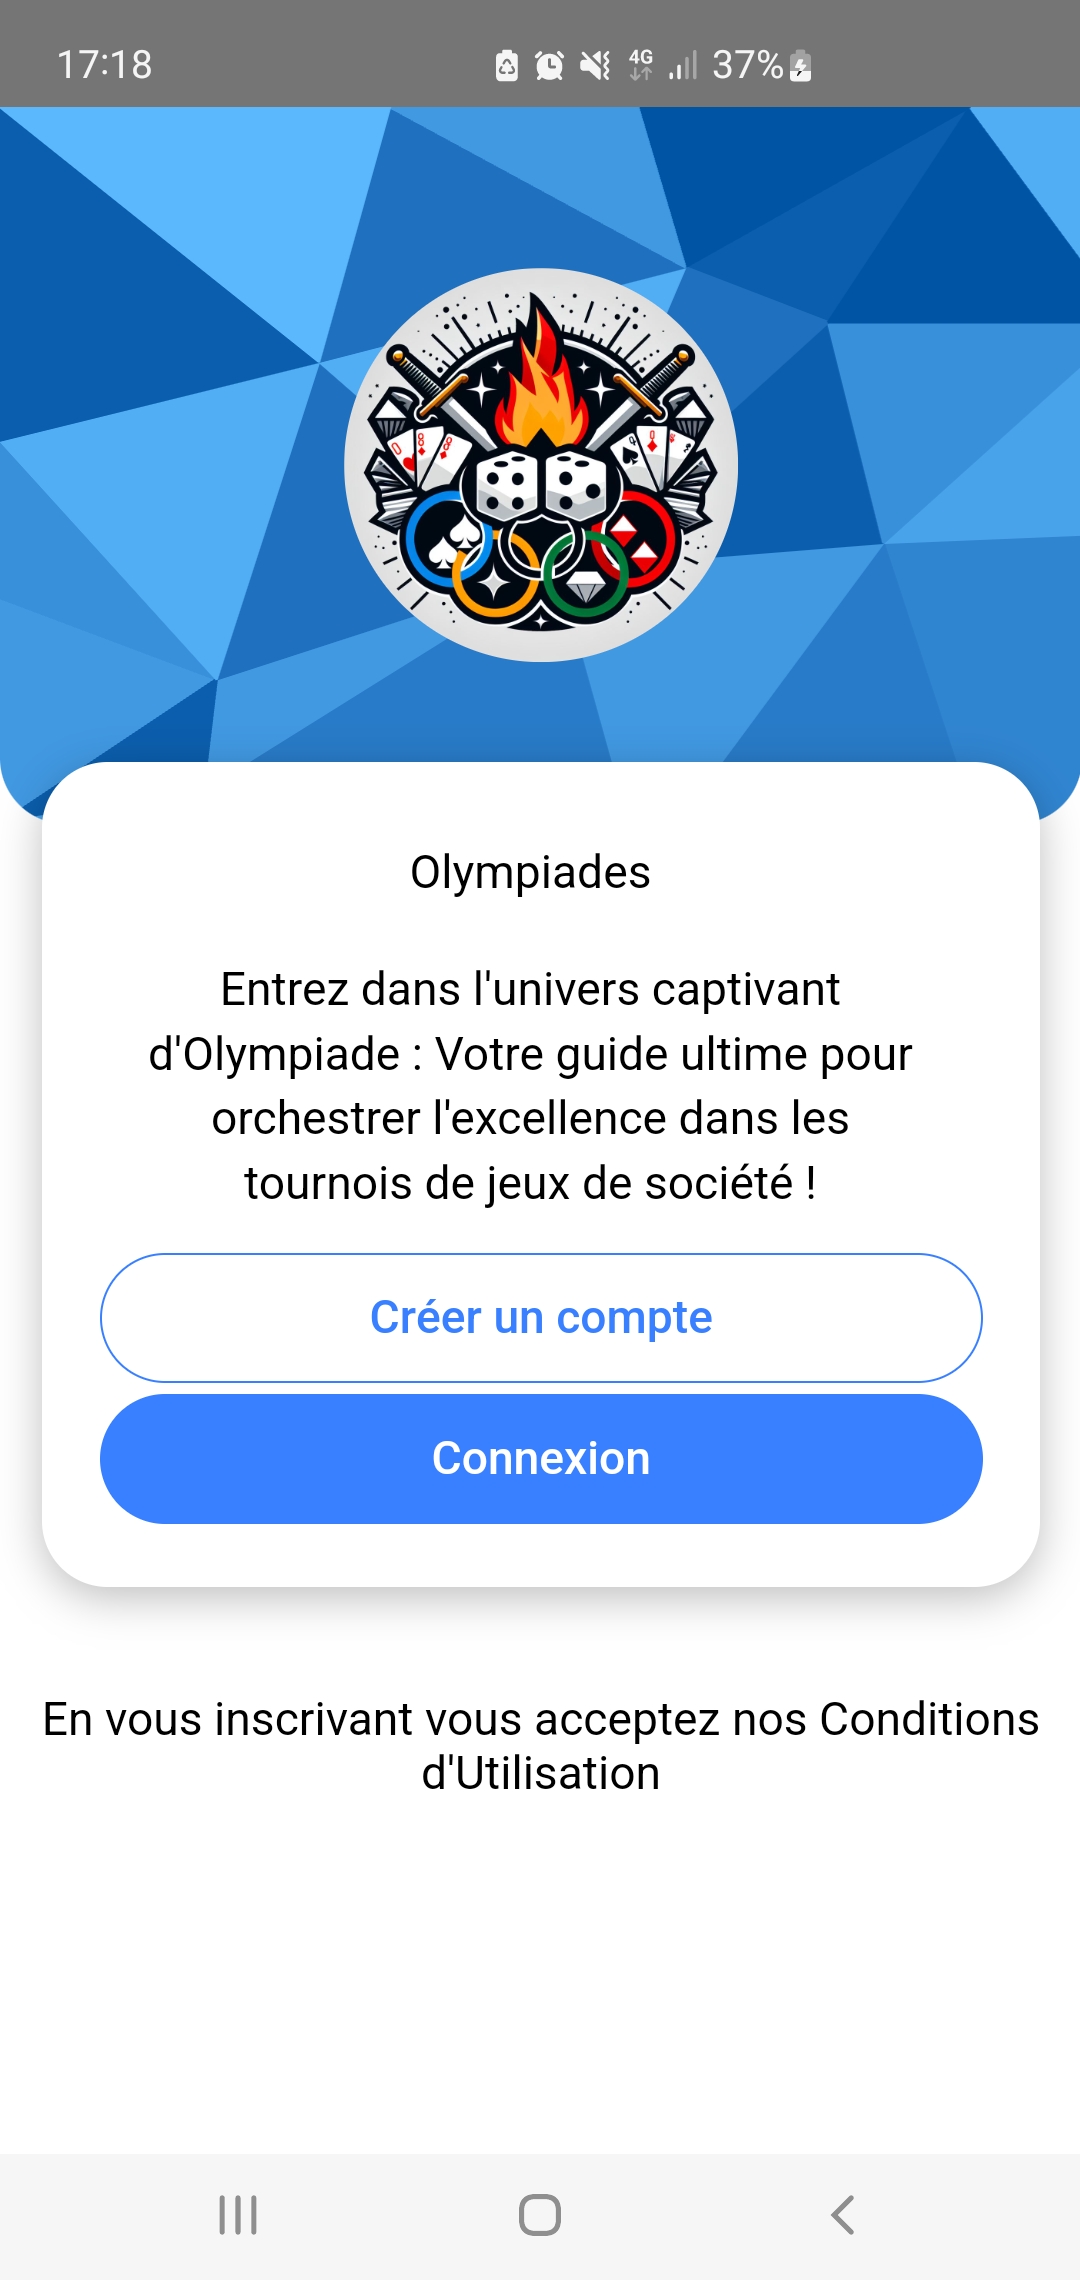 17:18
4G
37%
Olympiades
Entrez dans l'univers captivant
d'Olympiade : Votre guide ultime pour
orchestrer l'excellence dans les
tournois de jeux de société !
Créer un compte
Connexion
En vous inscrivant vous acceptez nos Conditions
d'Utilisation